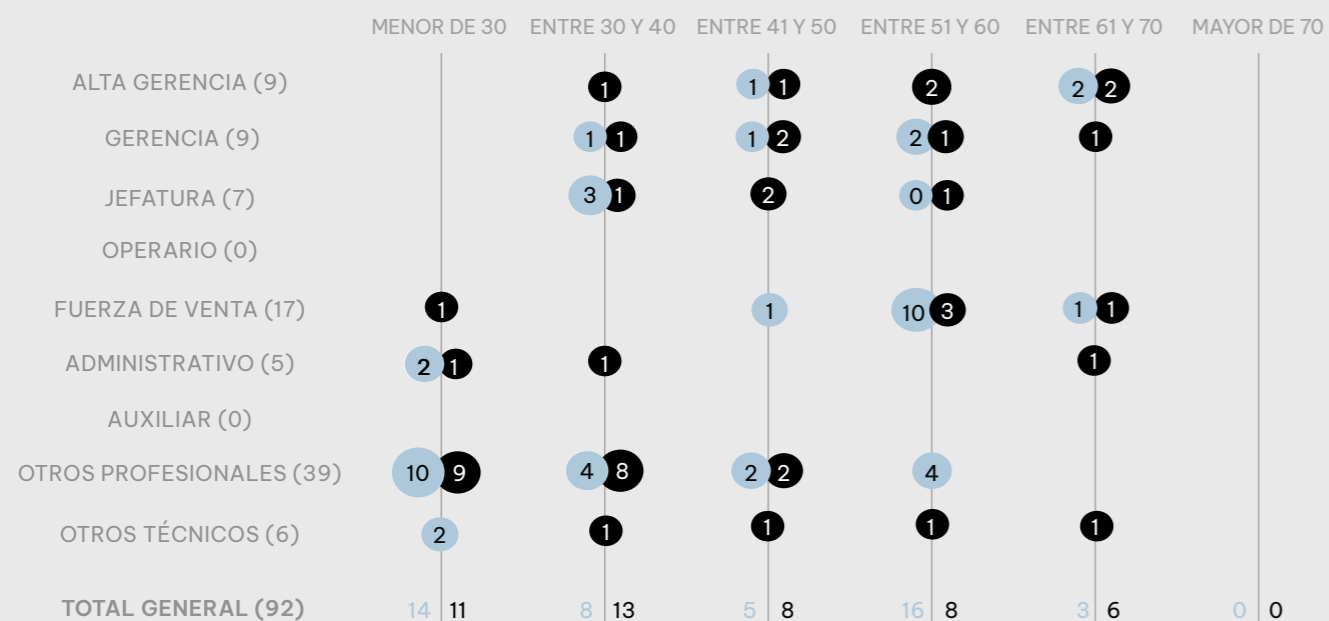 MENOR DE 30 ENTRE 30 Y 40 ENTRE 41 Y 50 ENTRE 51 Y 60 ENTRE 61 Y 70 MAYOR DE 70
ALTA GERENCIA (9) 1 1 1 2 2 2
GERENCIA (9) 1 1 1 2 2 1 1
JEFATURA (7) 3 1 2 0 1
OPERARIO (0)
FUERZA DE VENTA (17) 1 1 10 3 1 1
ADMINISTRATIVO (5) 2 1 1 1
AUXILIAR (0)
OTROS PROFESIONALES (39) 10 9 4 8 2 2 4
OTROS TÉCNICOS (6) 2 1 1 1 1
TOTAL GENERAL (92) 14 11 8 13 5 8 16 8 3 6 0 0